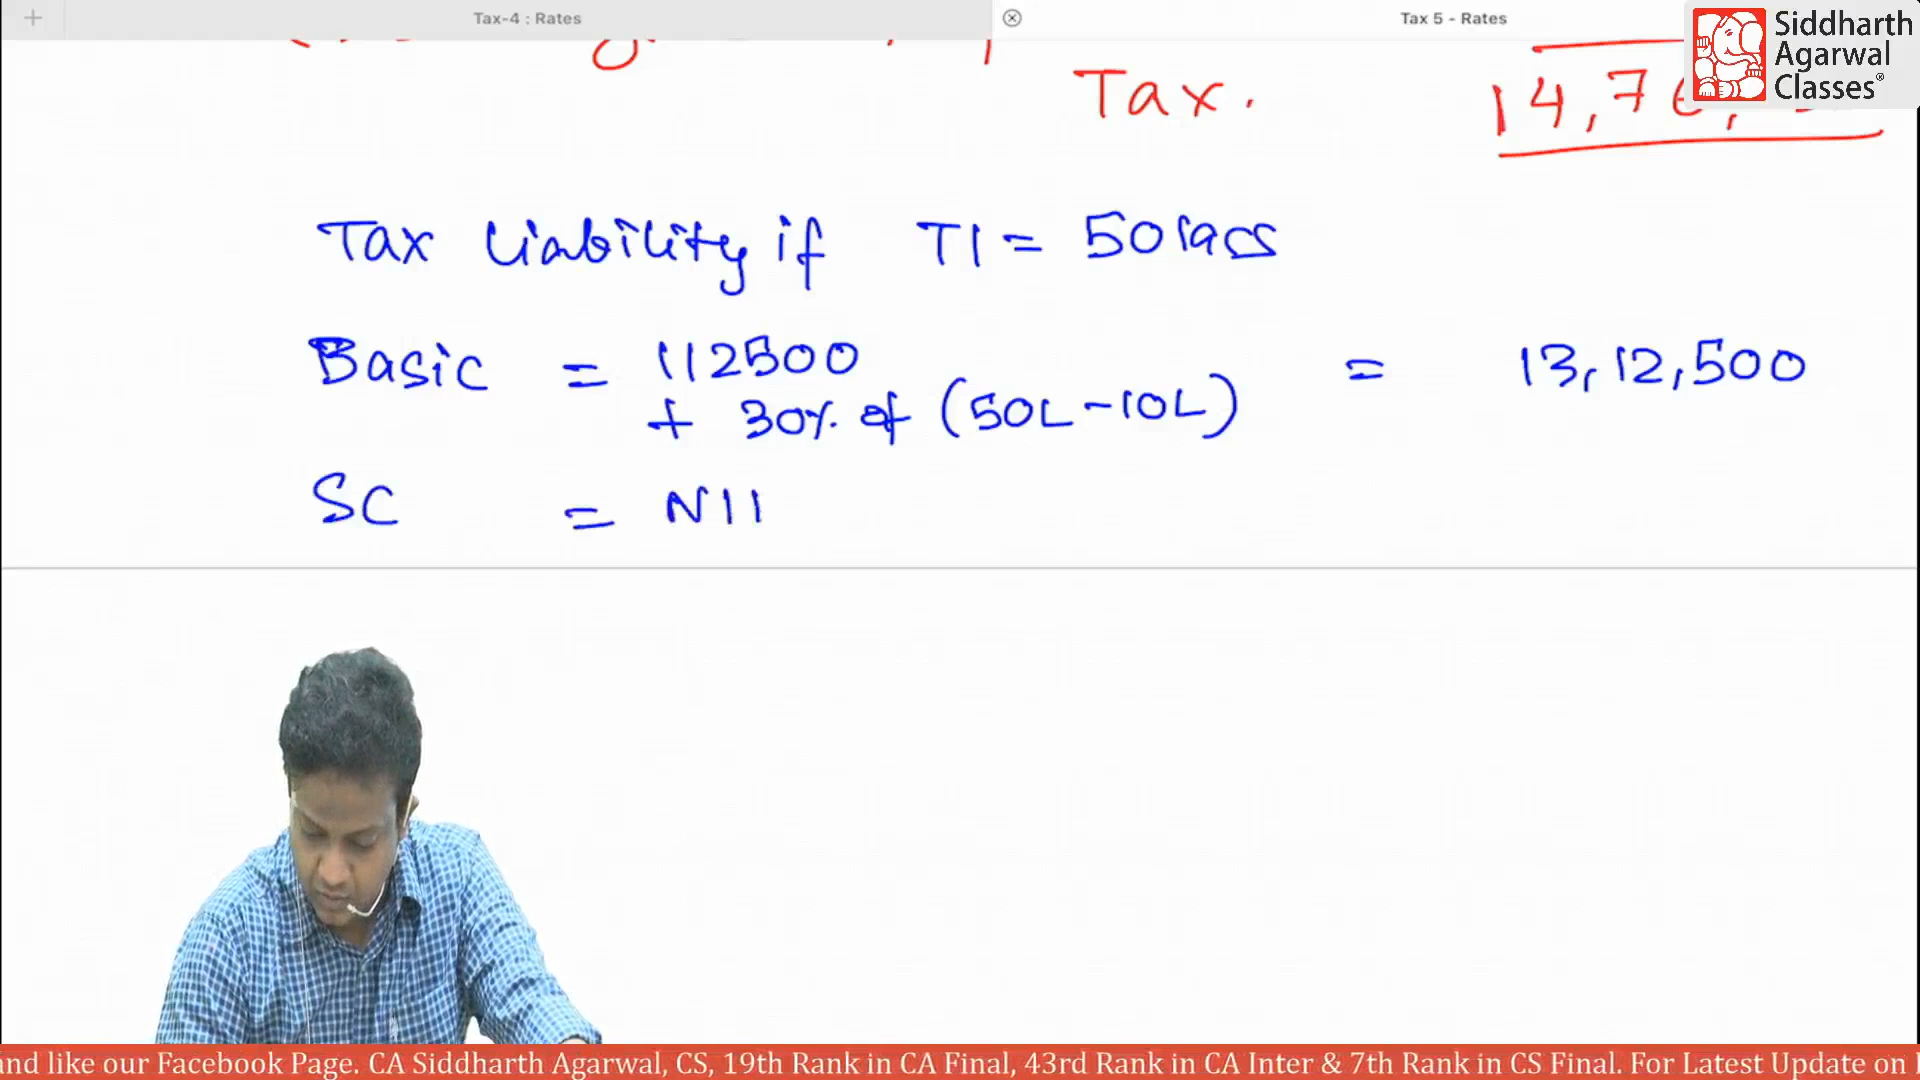 Tax-4 : Rates
Tax 5 - Rates
Siddharth
Agarwal
Classes®
Tax.
14,76,
Tax liability if TI = 50 lacs
Basic = 112500 = 13,12,500
+ 30% of (50L - 10L)
SC = Nil
nd like our Facebook Page. CA Siddharth Agarwal, CS, 19th Rank in CA Final, 43rd Rank in CA Inter & 7th Rank in CS Final. For Latest Update on